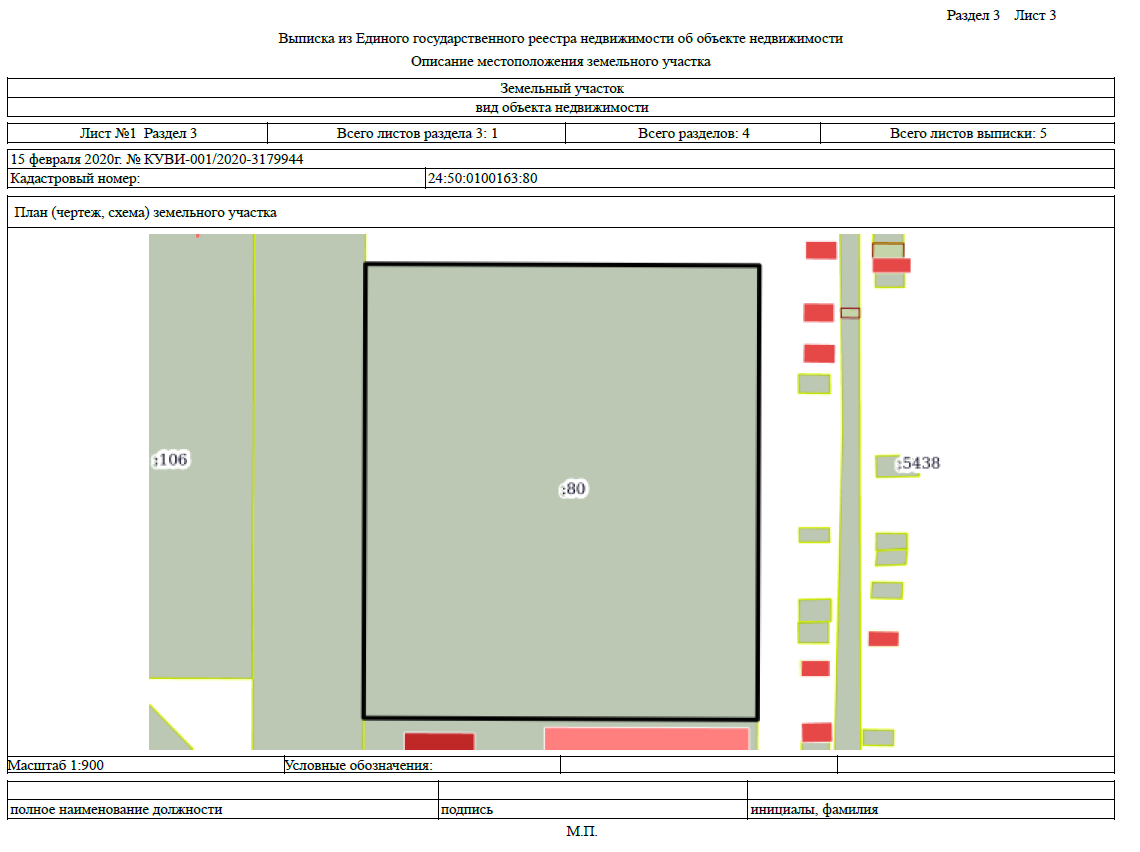 Раздел 3 Лист 3
Выписка из Единого государственного реестра недвижимости об объекте недвижимости
Описание местоположения земельного участка
Земельный участок
вид объекта недвижимости
Лист №1 Раздел 3 Всего листов раздела 3: 1 Всего разделов: 4 Всего листов выписки: 5
15 февраля 2020г. № КУВИ-001/2020-3179944
Кадастровый номер: 24:50:0100163:80
План (чертеж, схема) земельного участка
:106
:5438
:80
Масштаб 1:900 Условные обозначения:
полное наименование должности подпись инициалы, фамилия
М.П.